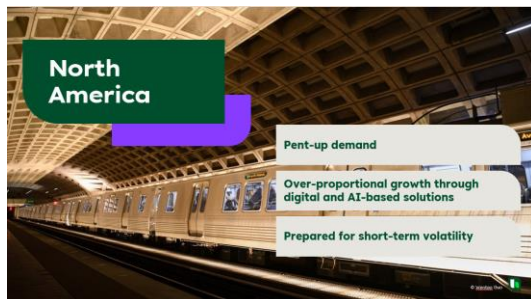 North
America
Pent-up demand
Over-proportional growth through
digital and AI-based solutions
Prepared for short-term volatility